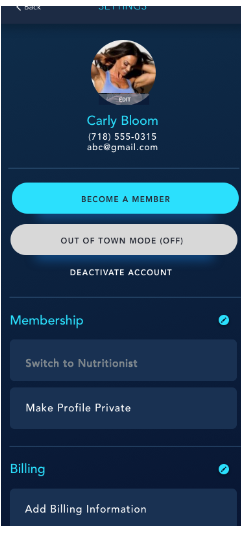 Back
SETTINGS
EDIT
Carly Bloom
(718) 555-0315
abc@gmail.com
BECOME A MEMBER
OUT OF TOWN MODE (OFF)
DEACTIVATE ACCOUNT
Membership
Switch to Nutritionist
Make Profile Private
Billing
Add Billing Information